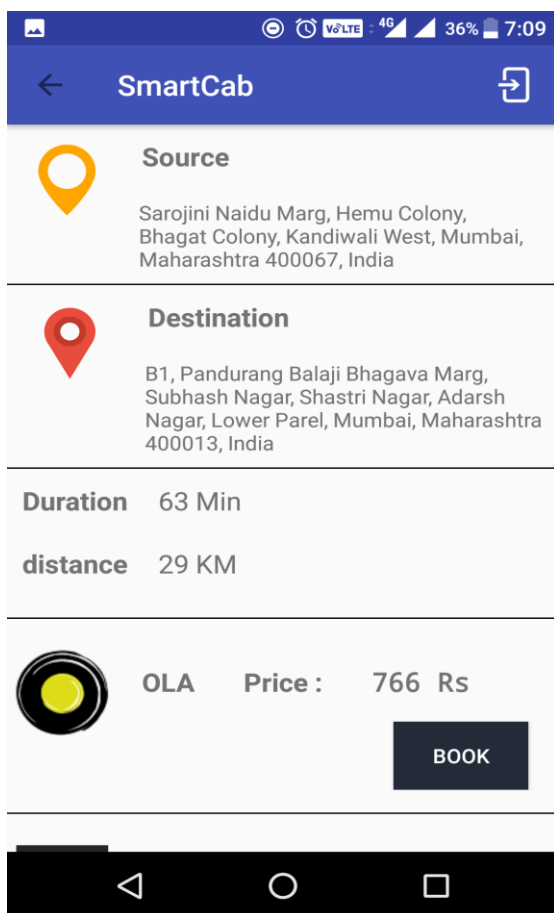 VoLTE 4G 36% 7:09
SmartCab
Source
Sarojini Naidu Marg, Hemu Colony,
Bhagat Colony, Kandiwali West, Mumbai,
Maharashtra 400067, India
Destination
B1, Pandurang Balaji Bhagava Marg,
Subhash Nagar, Shastri Nagar, Adarsh
Nagar, Lower Parel, Mumbai, Maharashtra
400013, India
Duration 63 Min
distance 29 KM
OLA Price : 766 Rs
BOOK